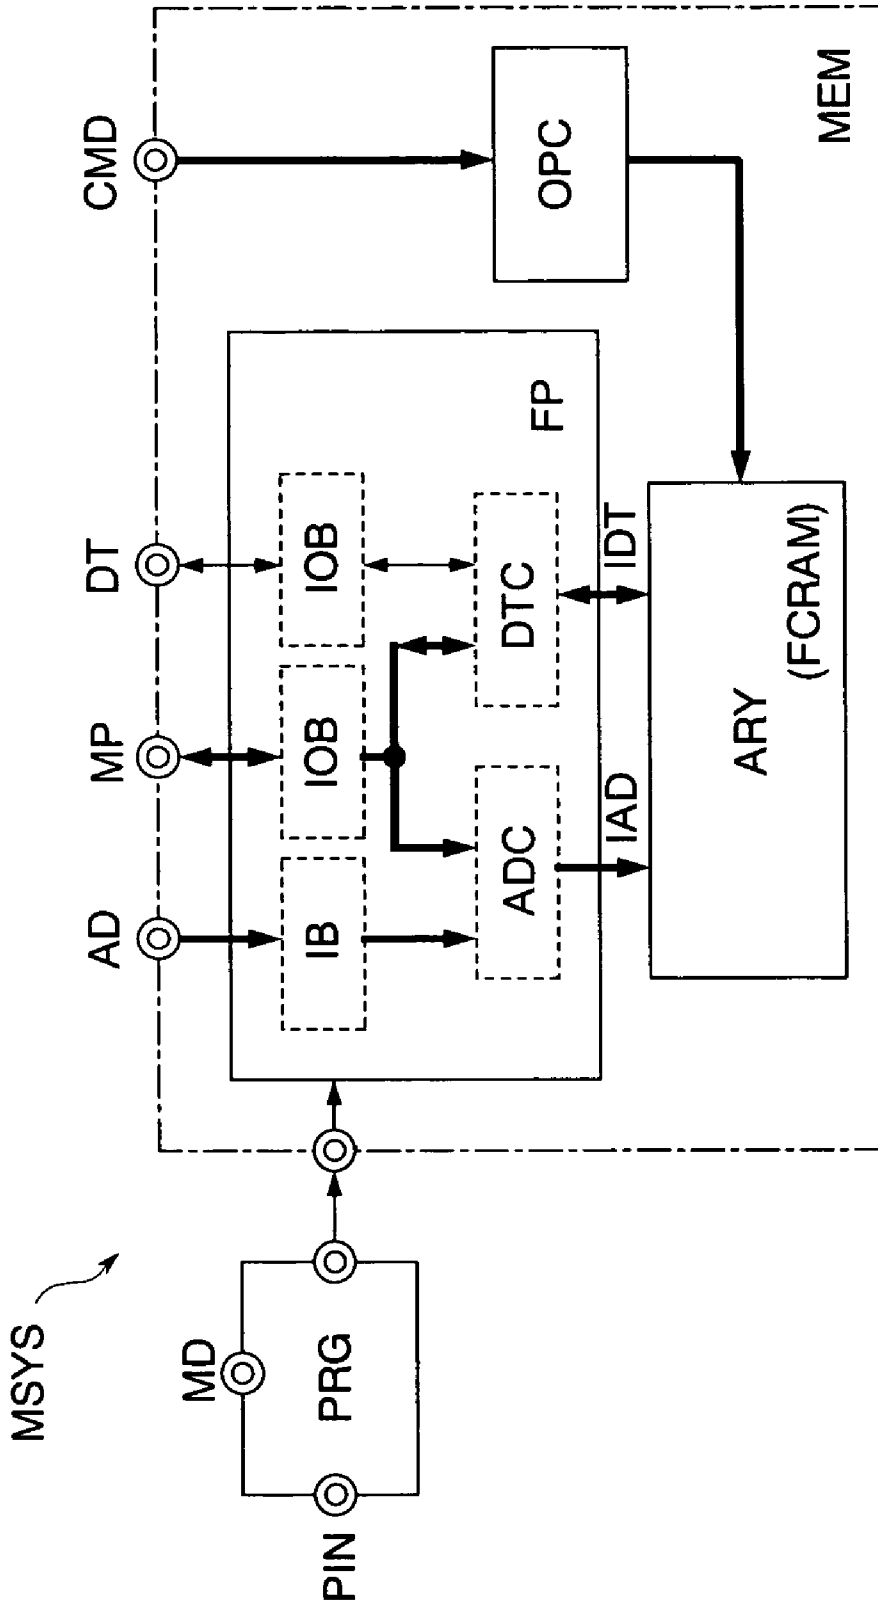 MSYS
PIN
MD
PRG
AD
MP
DT
CMD
IB
IOB
IOB
ADC
DTC
FP
OPC
IAD
IDT
ARY
(FCRAM)
MEM